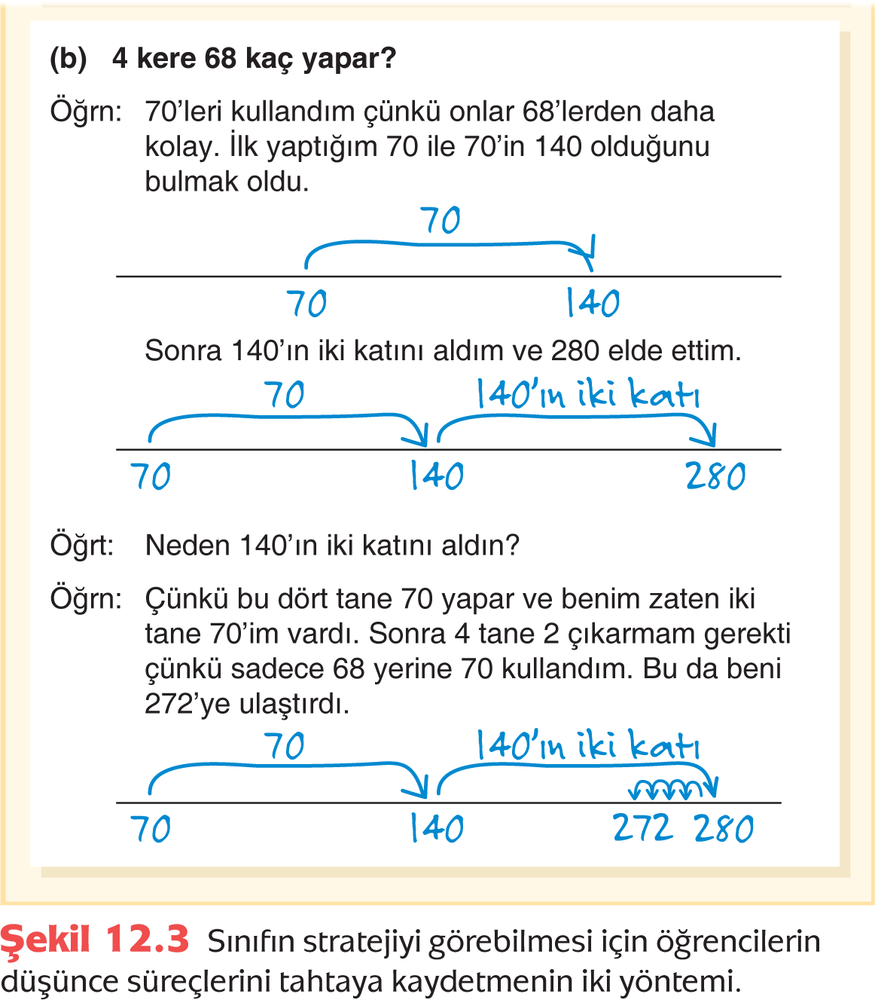 (b) 4 kere 68 kaç yapar?
Öğrn: 70’leri kullandım çünkü onlar 68’lerden daha
kolay. İlk yaptığım 70 ile 70’in 140 olduğunu
bulmak oldu.
70
70 140
Sonra 140’ın iki katını aldım ve 280 elde ettim.
70 140’ın iki katı
70 140 280
Öğrt: Neden 140’ın iki katını aldın?
Öğrn: Çünkü bu dört tane 70 yapar ve benim zaten iki
tane 70’im vardı. Sonra 4 tane 2 çıkarmam gerekti
çünkü sadece 68 yerine 70 kullandım. Bu da beni
272’ye ulaştırdı.
70 140’ın iki katı
70 140 272 280
Şekil 12.3 Sınıfın stratejiyi görebilmesi için öğrencilerin
düşünce süreçlerini tahtaya kaydetmenin iki yöntemi.